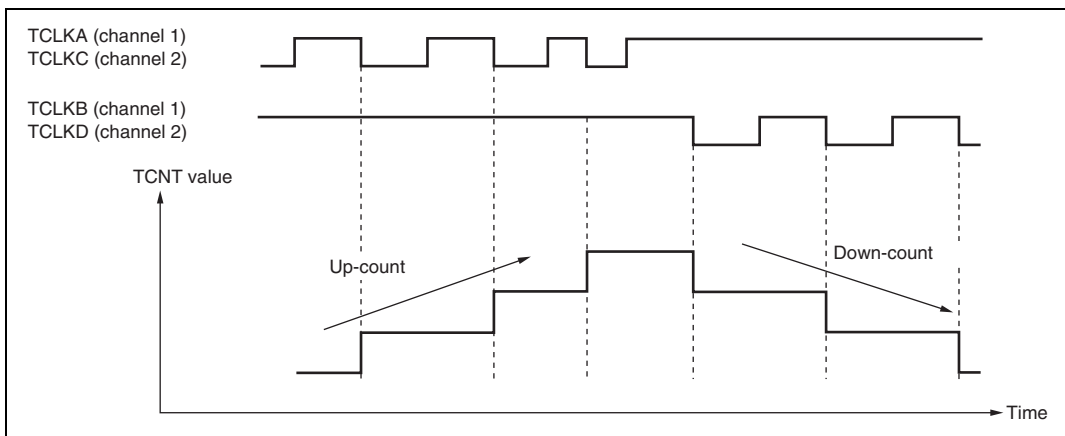 TCLKA (channel 1)
TCLKC (channel 2)
TCLKB (channel 1)
TCLKD (channel 2)
TCNT value
Up-count
Down-count
Time